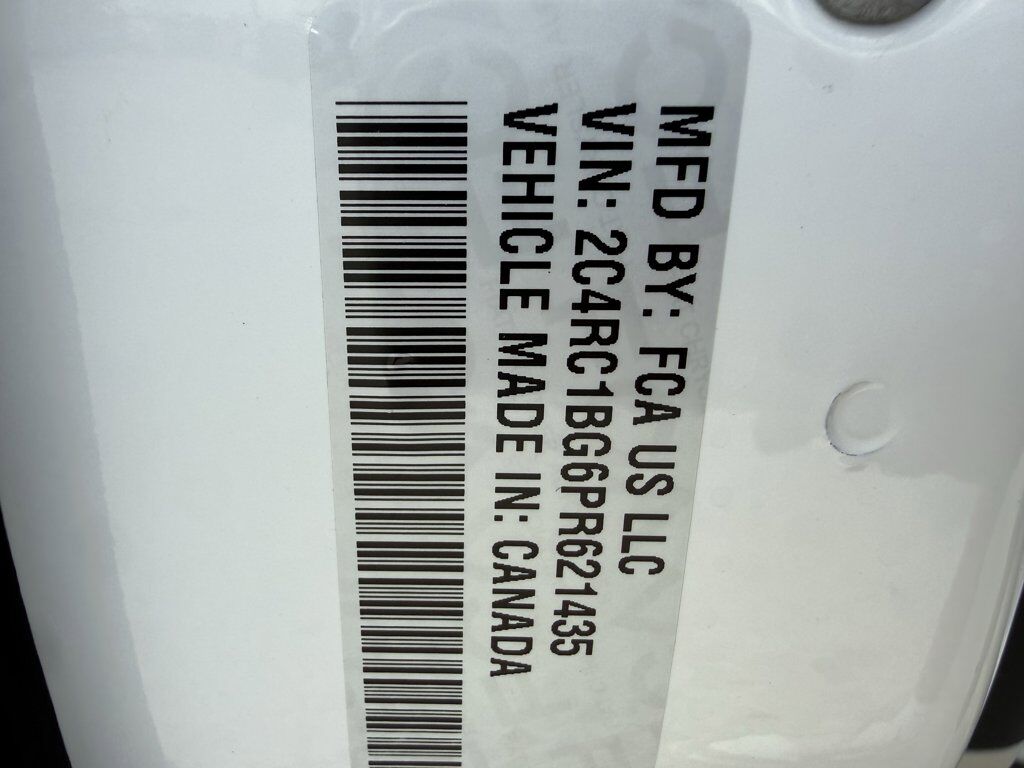 MFD BY: FCA US LLC
VIN: 2C4RC1BG6PR621435
VEHICLE MADE IN: CANADA